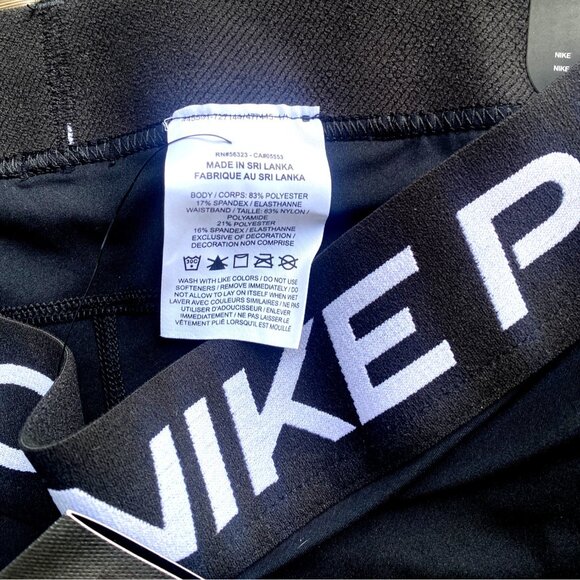 NIKE
NIKE
RN#56323 - CA#05553
MADE IN SRI LANKA
FABRIQUE AU SRI LANKA
BODY / CORPS: 83% POLYESTER
17% SPANDEX / ELASTHANNE
WAISTBAND / TAILLE: 63% NYLON /
POLYAMIDE
21% POLYESTER
16% SPANDEX / ELASTHANNE
EXCLUSIVE OF DECORATION /
DECORATION NON COMPRISE
WASH WITH LIKE COLORS / DO NOT USE
SOFTENERS / REMOVE IMMEDIATELY / DO
NOT ALLOW TO LAY ON ITSELF WHEN WET
LAVER AVEC COULEURS SIMILAIRES / NE PAS
UTILISER D'ADOUCISSEUR / ENLEVER
IMMÉDIATEMENT / NE PAS LAISSER LE
VÊTEMENT PLIÉ LORSQU'IL EST MOUILLÉ
NIKE P